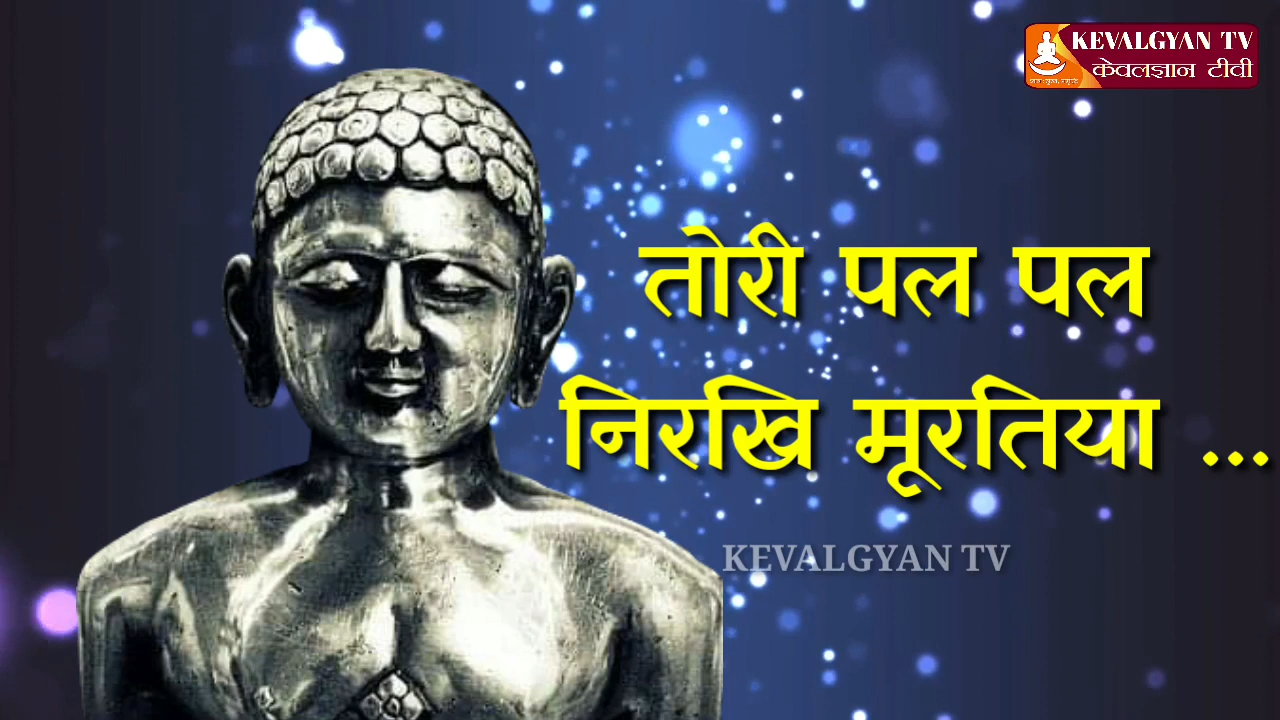 KEVALGYAN TV
केवलज्ञान टीवी
तोरी पल पल
निरखि मूरतिया ...
KEVALGYAN TV